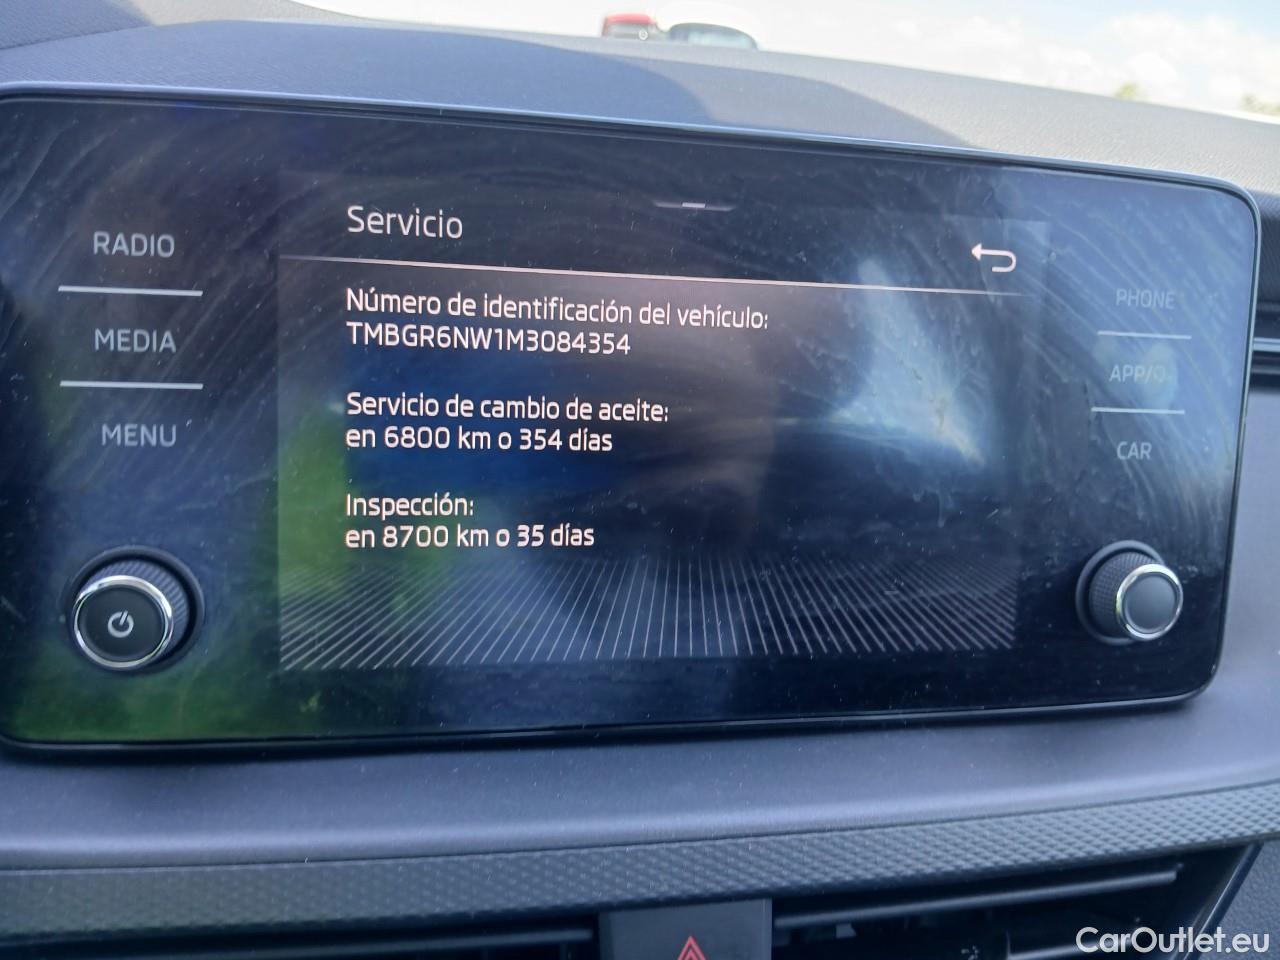 Servicio
RADIO
MEDIA
MENU
Número de identificación del vehículo:
TMBGR6NW1M3084354
Servicio de cambio de aceite:
en 6800 km o 354 días
Inspección:
en 8700 km o 35 días
PHONE
APP/
CAR
CarOutlet.eu